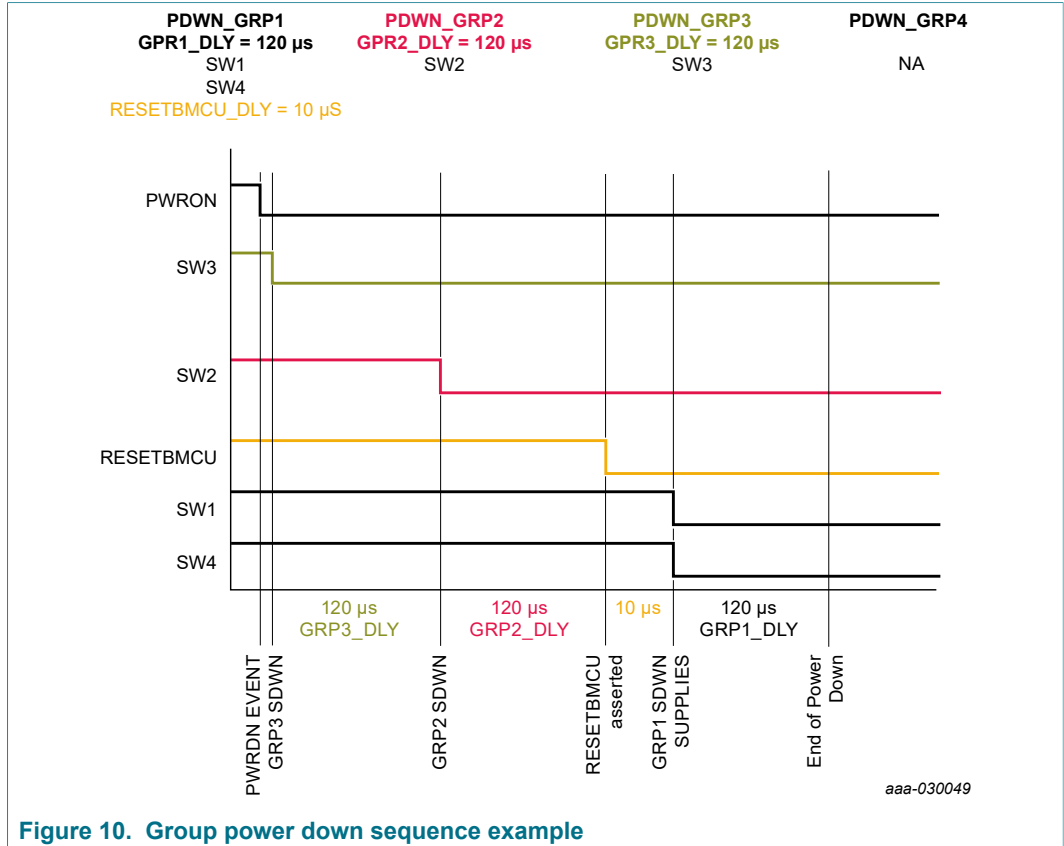 PDWN_GRP1
GPR1_DLY = 120 µs
SW1
SW4
RESETBMCU_DLY = 10 µS
PDWN_GRP2
GPR2_DLY = 120 µs
SW2
PDWN_GRP3
GPR3_DLY = 120 µs
SW3
PDWN_GRP4
NA
PWRON
SW3
SW2
RESETBMCU
SW1
SW4
120 µs
GRP3_DLY
120 µs
GRP2_DLY
10 µs
120 µs
GRP1_DLY
PWRDN EVENT
GRP3 SDWN
GRP2 SDWN
RESETBMCU
asserted
GRP1 SDWN
SUPPLIES
End of Power
Down
aaa-030049
Figure 10. Group power down sequence example